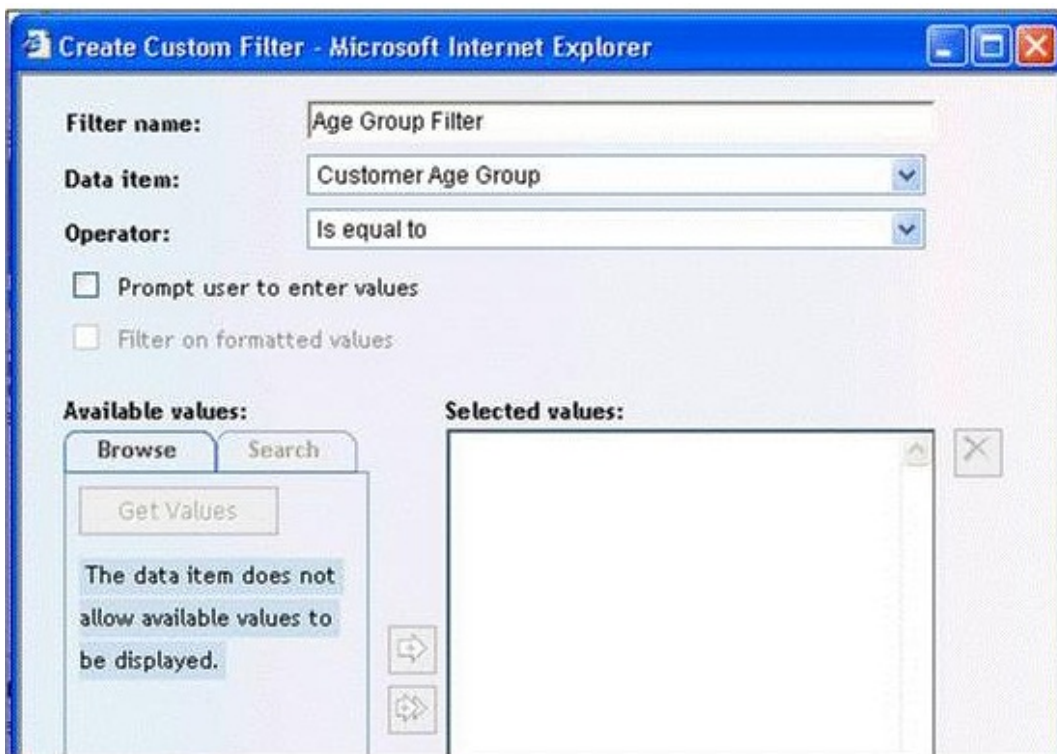 Create Custom Filter - Microsoft Internet Explorer
Filter name: Age Group Filter
Data item: Customer Age Group
Operator: Is equal to
Prompt user to enter values
Filter on formatted values
Available values: Selected values:
Browse Search
Get Values
The data item does not
allow available values to
be displayed.